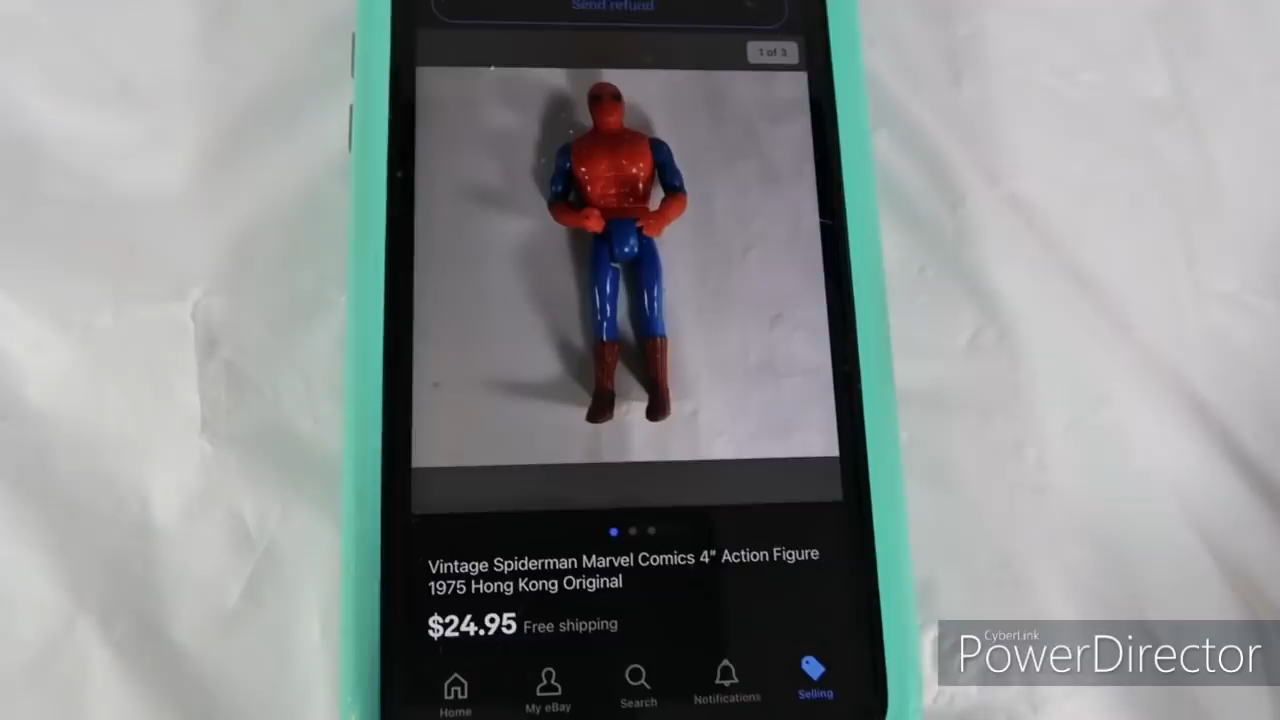 Send refund
1 of 3
Vintage Spiderman Marvel Comics 4" Action Figure
1975 Hong Kong Original
$24.95 Free shipping
Home
My eBay
Search
Notifications
Selling
CyberLink
PowerDirector